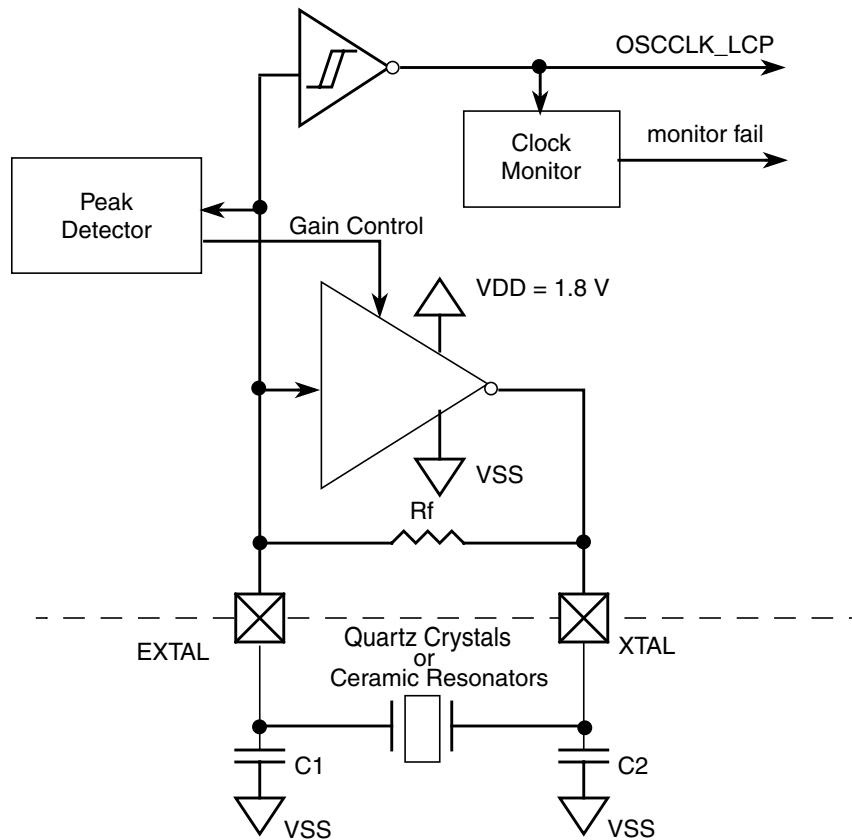 OSCCLK_LCP
Clock
Monitor
monitor fail
Peak
Detector
Gain Control
VDD = 1.8 V
VSS
Rf
EXTAL
Quartz Crystals
or
Ceramic Resonators
XTAL
C1
C2
VSS
VSS